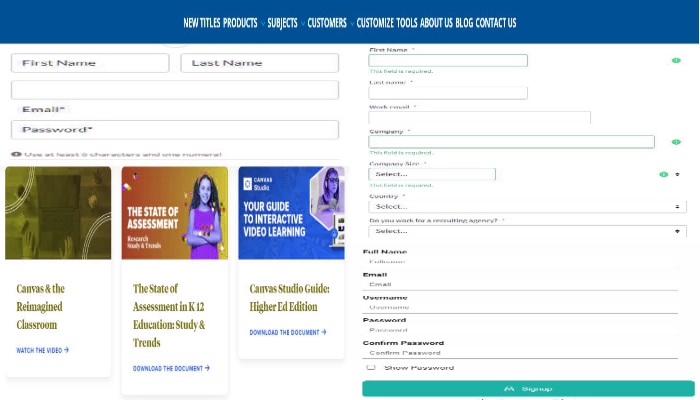 NEW TITLES PRODUCTS SUBJECTS CUSTOMERS CUSTOMIZE TOOLS ABOUT US BLOG CONTACT US
First Name Last Name
Email*
Password*
Use at least 6 characters and one numeral
CANVAS
Studio
THE STATE OF
ASSESSMENT
Research
Study & Trends
YOUR GUIDE
TO INTERACTIVE
VIDEO LEARNING
Canvas & the
Reimagined
Classroom
WATCH THE VIDEO →
The State of
Assessment in K 12
Education: Study &
Trends
DOWNLOAD THE DOCUMENT →
Canvas Studio Guide:
Higher Ed Edition
DOWNLOAD THE DOCUMENT →
First Name *
This field is required.
Last name *
Work email *
Company *
This field is required.
Company Size *
Select...
This field is required.
Country *
Select...
Do you work for a recruiting agency? *
Select...
Full Name
Fullname
Email
Email
Username
Username
Password
Password
Confirm Password
Confirm Password
Show Password
Signup